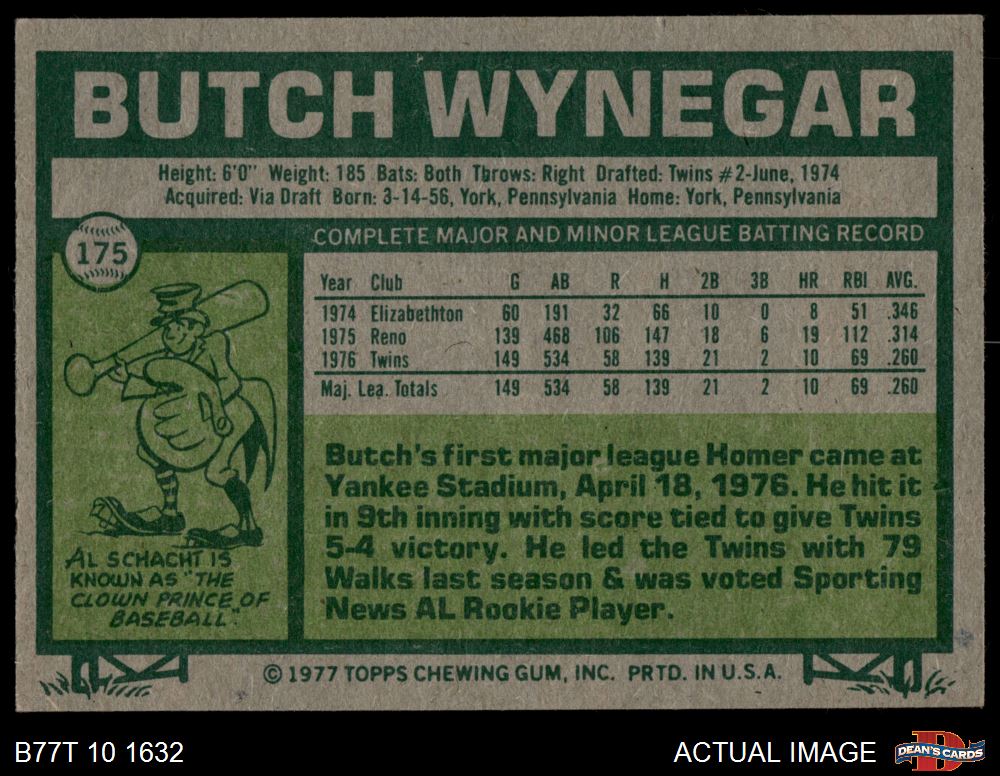 BUTCH WYNEGAR
Height: 6'0" Weight: 185 Bats: Both Throws: Right Drafted: Twins #2-June, 1974
Acquired: Via Draft Born: 3-14-56, York, Pennsylvania Home: York, Pennsylvania
175
COMPLETE MAJOR AND MINOR LEAGUE BATTING RECORD
Year Club G AB R H 2B 3B HR RBI AVG.
1974 Elizabethton 60 191 32 66 10 0 8 51 .346
1975 Reno 139 468 106 147 18 6 19 112 .314
1976 Twins 149 534 58 139 21 2 10 69 .260
Maj. Lea. Totals 149 534 58 139 21 2 10 69 .260
Butch's first major league Homer came at
Yankee Stadium, April 18, 1976. He hit it
in 9th inning with score tied to give Twins
5-4 victory. He led the Twins with 79
Walks last season & was voted Sporting
News AL Rookie Player.
AL SCHACHT IS
KNOWN AS "THE
CLOWN PRINCE OF
BASEBALL."
© 1977 TOPPS CHEWING GUM, INC. PRTD. IN U.S.A.
B77T 10 1632
ACTUAL IMAGE
DEAN'S CARDS